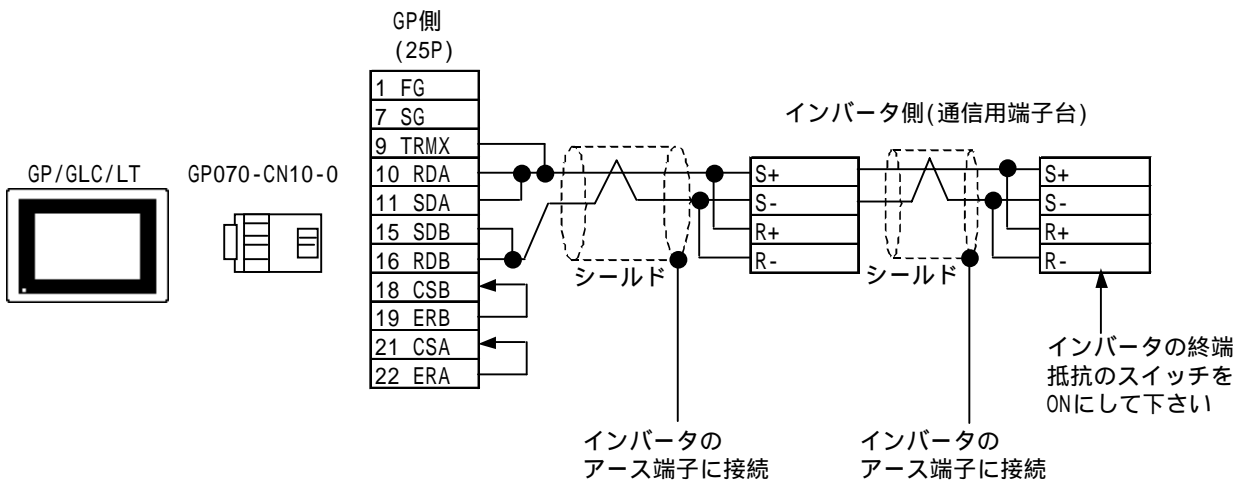 GP側
(25P)
インバータ側(通信用端子台)
GP/GLC/LT
GP070-CN10-0
1 FG
7 SG
9 TRMX
10 RDA
11 SDA
15 SDB
16 RDB
18 CSB
19 ERB
21 CSA
22 ERA
シールド
S+
S-
R+
R-
シールド
S+
S-
R+
R-
インバータの終端
抵抗のスイッチを
ONにして下さい
インバータの
アース端子に接続
インバータの
アース端子に接続